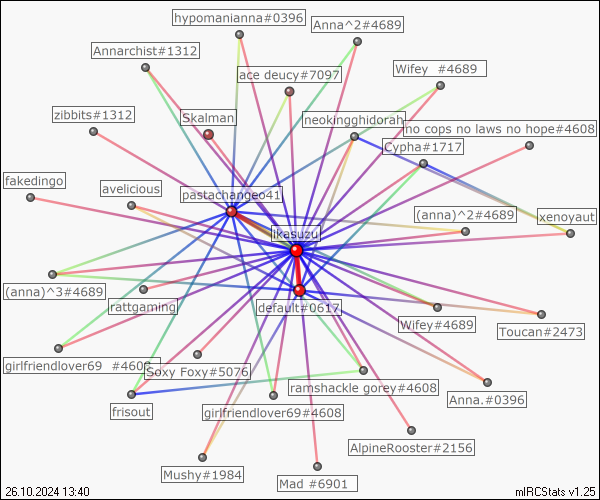 hypomanianna#0396
Anna^2#4689
Annarchist#1312
ace deucy#7097
Wifey  #4689
zibbits#1312
Skalman
neokingghidorah
no cops no laws no hope#4608
Cypha#1717
fakedingo
avelicious
pastachangeo41
(anna)^2#4689
xenoyaut
ikasuzu
(anna)^3#4689
rattgaming
default#0617
Wifey#4689
Toucan#2473
girlfriendlover69  #4608
Soxy Foxy#5076
ramshackle gorey#4608
Anna.#0396
frisout
girlfriendlover69#4608
AlpineRooster#2156
Mushy#1984
Mad #6901
26.10.2024 13:40
mIRCStats v1.25